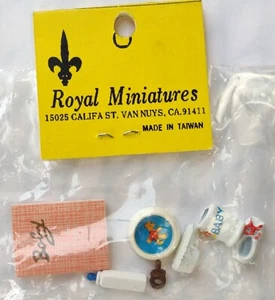 Royal Miniatures
15025 CALIFA ST. VAN NUYS, CA. 91411
MADE IN TAIWAN
Baby
BABY